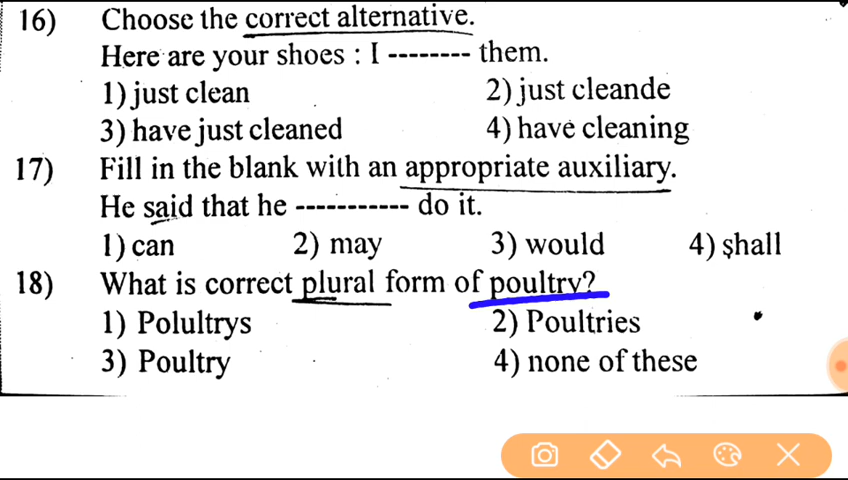 16) Choose the correct alternative.
Here are your shoes : I -------- them.
1) just clean 2) just cleande
3) have just cleaned 4) have cleaning
17) Fill in the blank with an appropriate auxiliary.
He said that he ----------- do it.
1) can 2) may 3) would 4) shall
18) What is correct plural form of poultry?
1) Polultrys 2) Poultries
3) Poultry 4) none of these